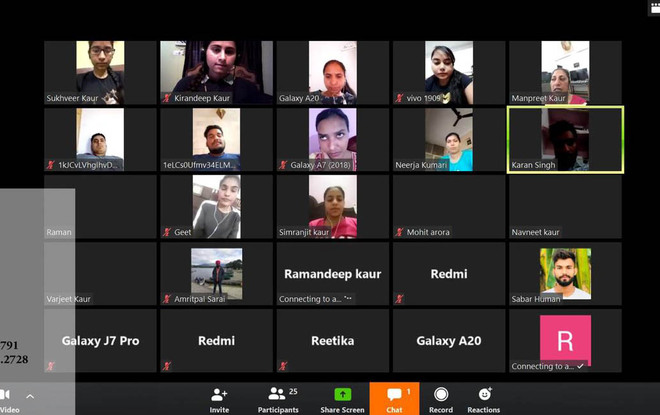 Sukhveer Kaur
Kirandeep Kaur
Galaxy A20
vivo 1909
Manpreet Kaur
1kJCvLVhglhvD...
1eLCs0Ufmv34ELM...
Galaxy A7 (2018)
Neerja Kumari
Karan Singh
Raman
Geet
Simranjit kaur
Mohit arora
Navneet kaur
Varjeet Kaur
Amritpal Sarai
Ramandeep kaur
Connecting to a...
Redmi
Sabar Human
Galaxy J7 Pro
Redmi
Reetika
Galaxy A20
R
Connecting to a...
791
.2728
Video
Invite
Participants
25
Share Screen
Chat
1
Record
Reactions